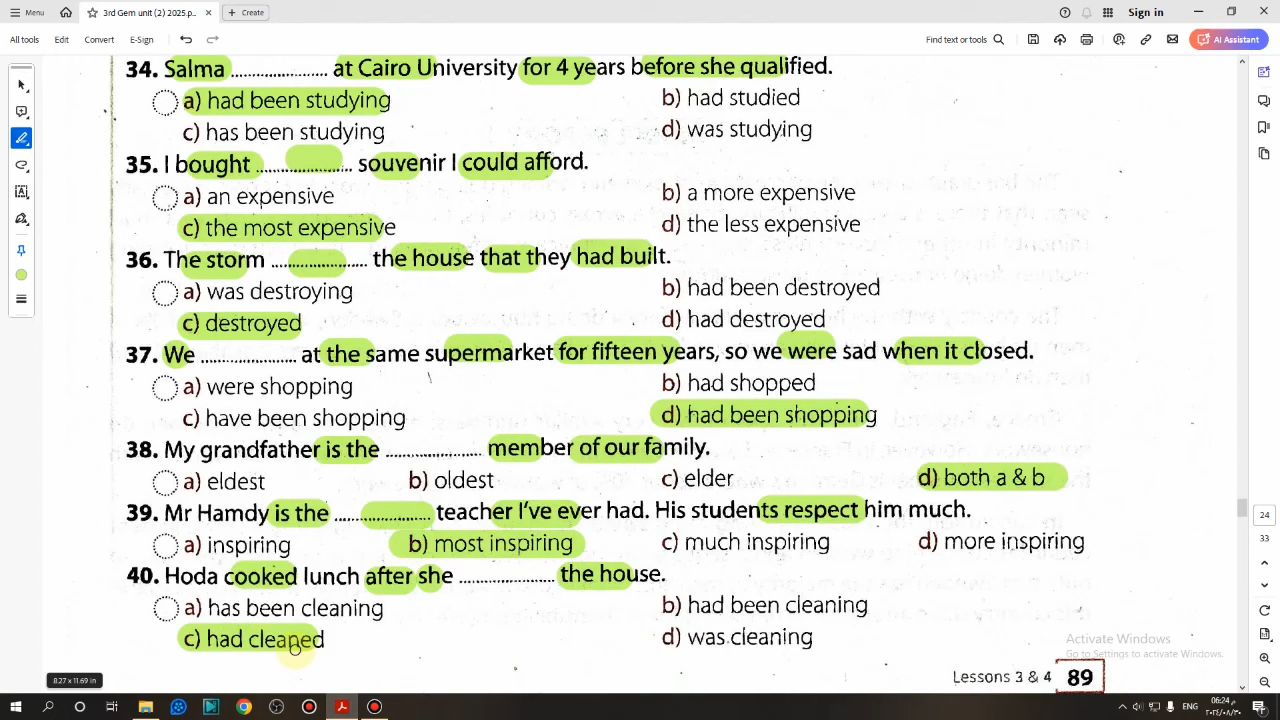 Menu
3rd Gem unit (2) 2025.p...
Create
Sign in
All tools
Edit
Convert
E-Sign
Find text or tools
AI Assistant
34. Salma .................... at Cairo University for 4 years before she qualified.
a) had been studying
b) had studied
c) has been studying
d) was studying
35. I bought .................... souvenir I could afford.
a) an expensive
b) a more expensive
c) the most expensive
d) the less expensive
36. The storm .................... the house that they had built.
a) was destroying
b) had been destroyed
c) destroyed
d) had destroyed
37. We .................... at the same supermarket for fifteen years, so we were sad when it closed.
a) were shopping
b) had shopped
c) have been shopping
d) had been shopping
38. My grandfather is the .................... member of our family.
a) eldest b) oldest c) elder d) both a & b
39. Mr Hamdy is the .................... teacher I've ever had. His students respect him much.
a) inspiring b) most inspiring c) much inspiring d) more inspiring
40. Hoda cooked lunch after she .................... the house.
a) has been cleaning
b) had been cleaning
c) had cleaned
d) was cleaning
Activate Windows
Go to Settings to activate Windows.
Lessons 3 & 4 89
24
33
8.27 x 11.69 in
ENG
06:24 م